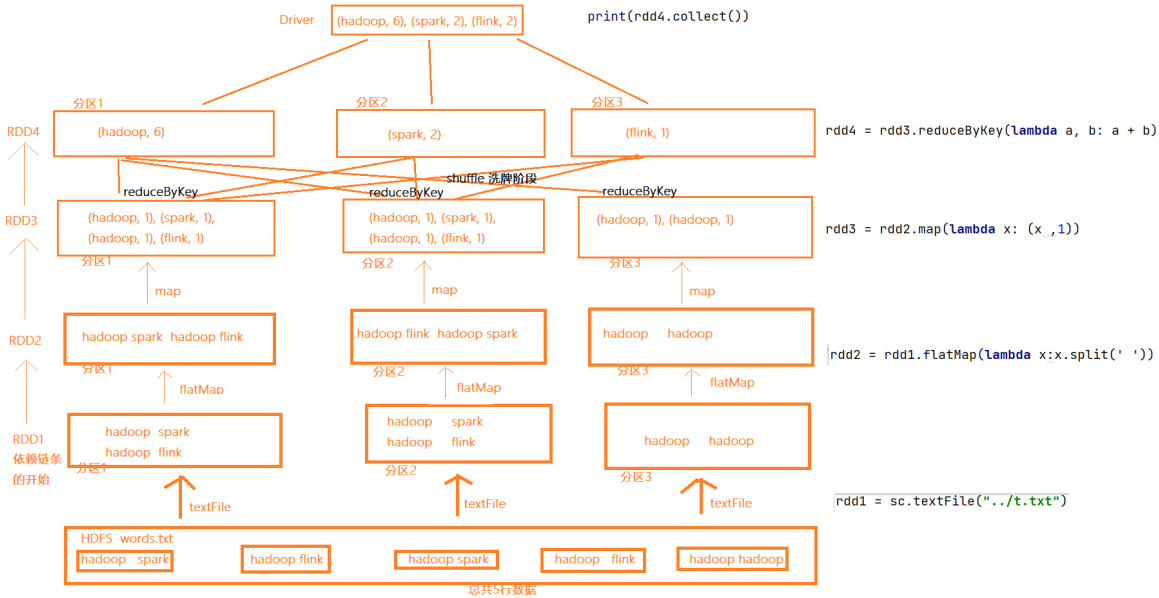 Driver
(hadoop, 6), (spark, 2), (flink, 2)
print(rdd4.collect())
分区1
分区2
分区3
RDD4
(hadoop, 6)
(spark, 2)
(flink, 1)
rdd4 = rdd3.reduceByKey(lambda a, b: a + b)
shuffle 洗牌阶段
reduceByKey
reduceByKey
reduceByKey
RDD3
(hadoop, 1), (spark, 1),
(hadoop, 1), (flink, 1)
(hadoop, 1), (spark, 1),
(hadoop, 1), (flink, 1)
(hadoop, 1), (hadoop, 1)
rdd3 = rdd2.map(lambda x: (x ,1))
分区1
分区2
分区3
map
map
map
RDD2
hadoop spark hadoop flink
hadoop flink hadoop spark
hadoop hadoop
rdd2 = rdd1.flatMap(lambda x:x.split(' '))
分区1
分区2
分区3
flatMap
flatMap
flatMap
RDD1
依赖链条
的开始
hadoop spark
hadoop flink
hadoop spark
hadoop flink
hadoop hadoop
分区1
分区2
分区3
textFile
textFile
textFile
rdd1 = sc.textFile("../t.txt")
HDFS words.txt
hadoop spark
hadoop flink
hadoop spark
hadoop flink
hadoop hadoop
总共5行数据